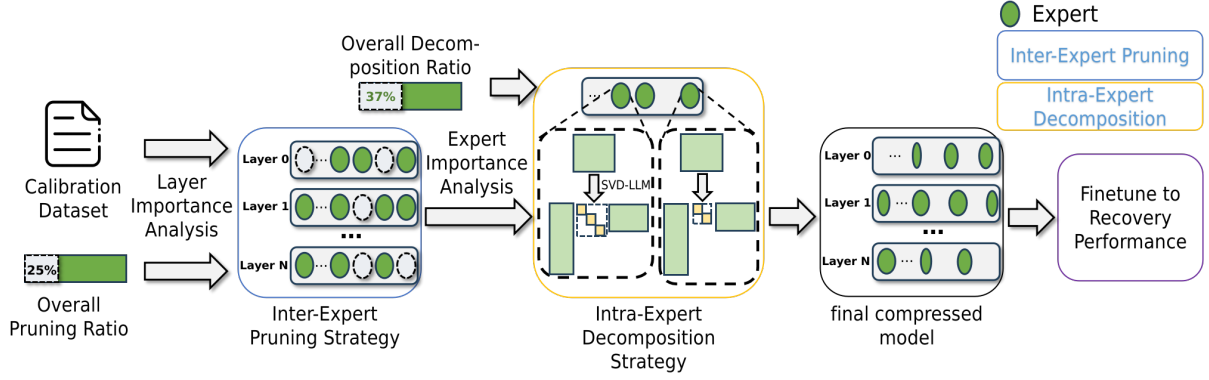 Expert
Inter-Expert Pruning
Intra-Expert
Decomposition
Overall Decom-
position Ratio
37%
Calibration
Dataset
25%
Overall
Pruning Ratio
Layer
Importance
Analysis
Layer 0
...
Layer 1
...
...
Layer N
...
Inter-Expert
Pruning Strategy
Expert
Importance
Analysis
...
SVD-LLM
Intra-Expert
Decomposition
Strategy
Layer 0
...
Layer 1
...
...
Layer N
...
final compressed
model
Finetune to
Recovery
Performance